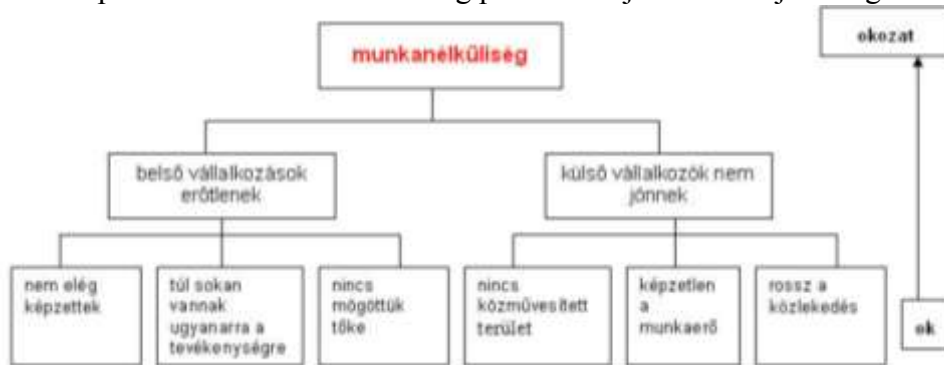 okozat
munkanélküliség
belső vállalkozások
erőtlenek
külső vállalkozók nem
jönnek
nem elég
képzettek
túl sokan
vannak
ugyanarra a
tevékenységre
nincs
mögöttük
tőke
nincs
közművesített
terület
képzetlen
a
munkaerő
rossz a
közlekedés
ok